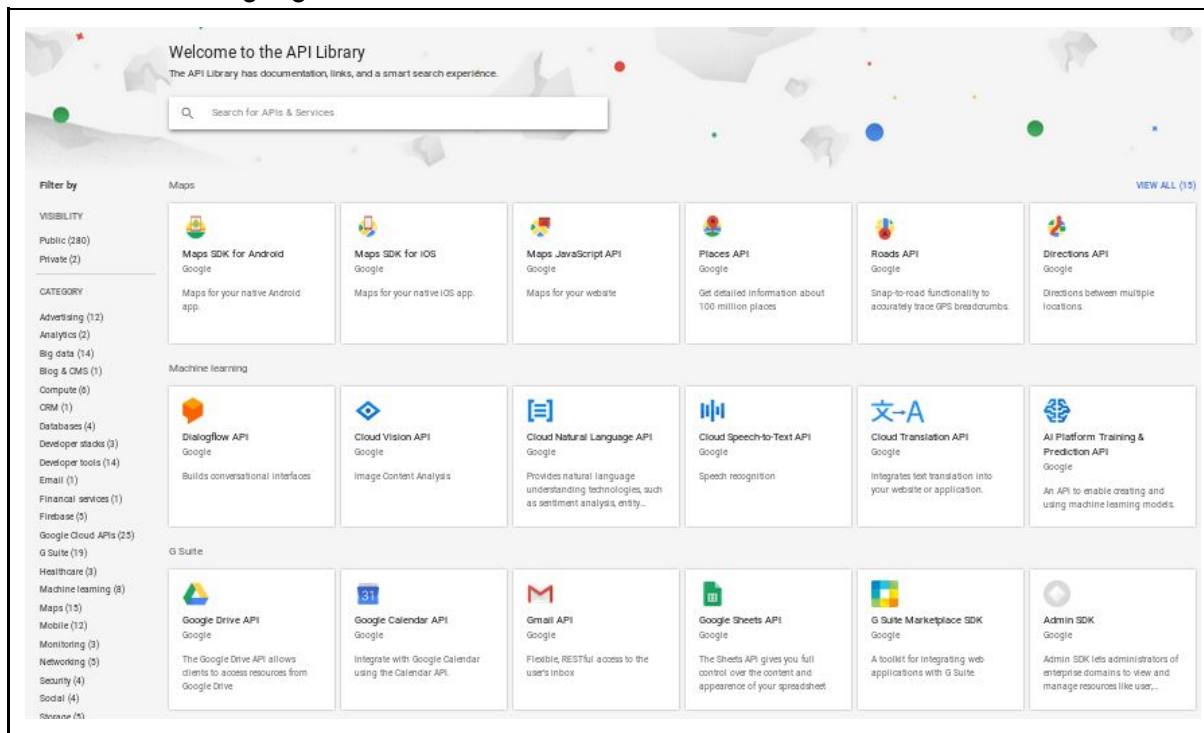 Welcome to the API Library
The API Library has documentation, links, and a smart search experience.
Search for APIs & Services
Filter by
VISIBILITY
Public (280)
Private (2)
CATEGORY
Advertising (12)
Analytics (2)
Big data (14)
Blog & CMS (1)
Compute (6)
CRM (1)
Databases (4)
Developer stacks (3)
Developer tools (14)
Email (1)
Financial services (1)
Firebase (5)
Google Cloud APIs (25)
G Suite (19)
Healthcare (3)
Machine learning (8)
Maps (15)
Mobile (12)
Monitoring (3)
Networking (5)
Security (4)
Social (4)
Storage (5)
Maps
VIEW ALL (15)
Maps SDK for Android
Google
Maps for your native Android
app.
Maps SDK for iOS
Google
Maps for your native iOS app.
Maps JavaScript API
Google
Maps for your website
Places API
Google
Get detailed information about
100 million places
Roads API
Google
Snap-to-road functionality to
accurately trace GPS breadcrumbs.
Directions API
Google
Directions between multiple
locations.
Machine learning
Dialogflow API
Google
Builds conversational interfaces
Cloud Vision API
Google
Image Content Analysis
Cloud Natural Language API
Google
Provides natural language
understanding technologies, such
as sentiment analysis, entity...
Cloud Speech-to-Text API
Google
Speech recognition
文→A
Cloud Translation API
Google
Integrates text translation into
your website or application.
AI Platform Training &
Prediction API
Google
An API to enable creating and
using machine learning models.
G Suite
Google Drive API
Google
The Google Drive API allows
clients to access resources from
Google Drive
31
Google Calendar API
Google
Integrate with Google Calendar
using the Calendar API.
Gmail API
Google
Flexible, RESTful access to the
user's inbox
Google Sheets API
Google
The Sheets API gives you full
control over the content and
appearence of your spreadsheet
G Suite Marketplace SDK
Google
A toolkit for integrating web
applications with G Suite.
Admin SDK
Google
Admin SDK lets administrators of
enterprise domains to view and
manage resources like user,...